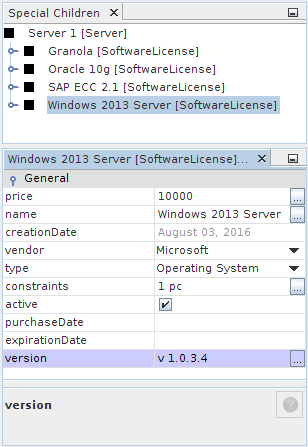 Special Children
Server 1 [Server]
Granola [SoftwareLicense]
Oracle 10g [SoftwareLicense]
SAP ECC 2.1 [SoftwareLicense]
Windows 2013 Server [SoftwareLicense]
Windows 2013 Server [SoftwareLicense]...
General
price 10000 ...
name Windows 2013 Server ...
creationDate August 03, 2016
vendor Microsoft
type Operating System
constraints 1 pc ...
active
purchaseDate
expirationDate
version v 1.0.3.4 ...
version
?